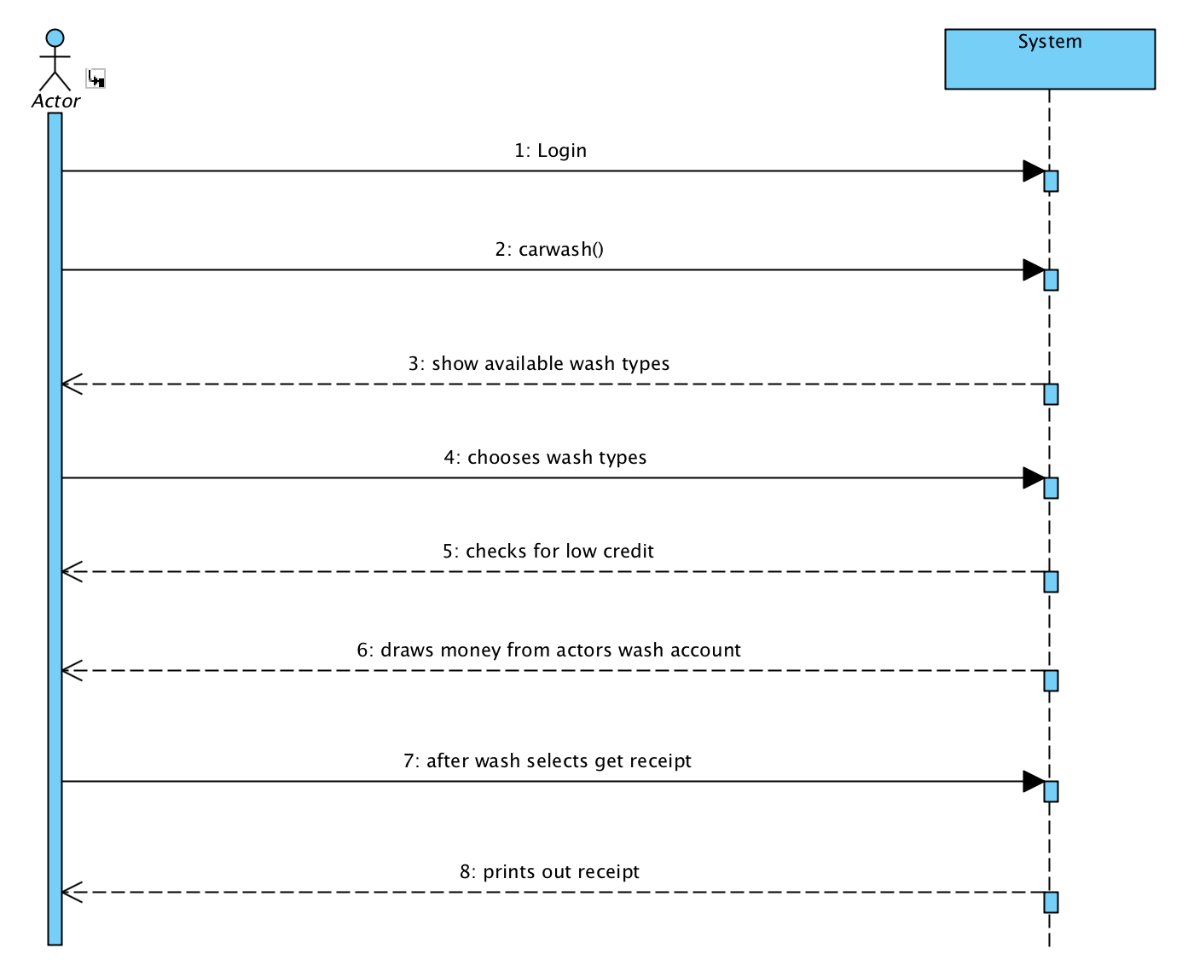 System
Actor
1: Login
2: carwash()
3: show available wash types
4: chooses wash types
5: checks for low credit
6: draws money from actors wash account
7: after wash selects get receipt
8: prints out receipt